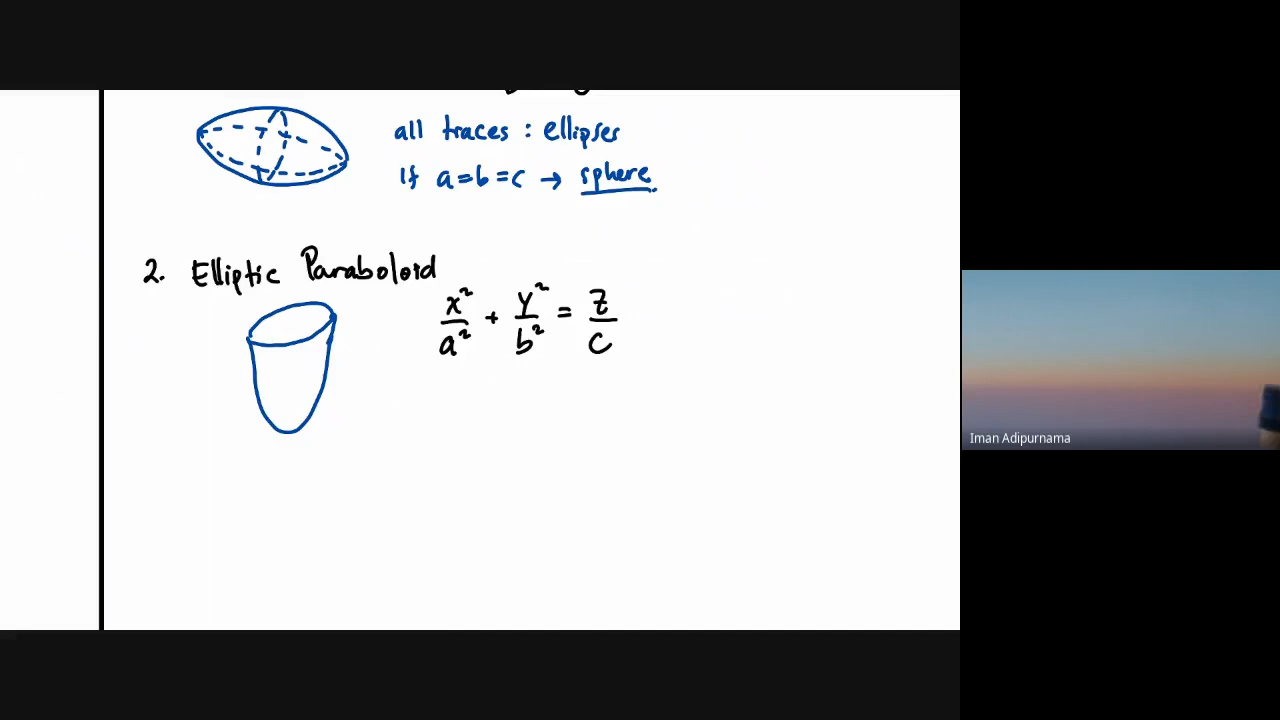 all traces : ellipses
If a=b=c → sphere
2. Elliptic Paraboloid
x²/a² + y²/b² = z/c
Iman Adipurnama